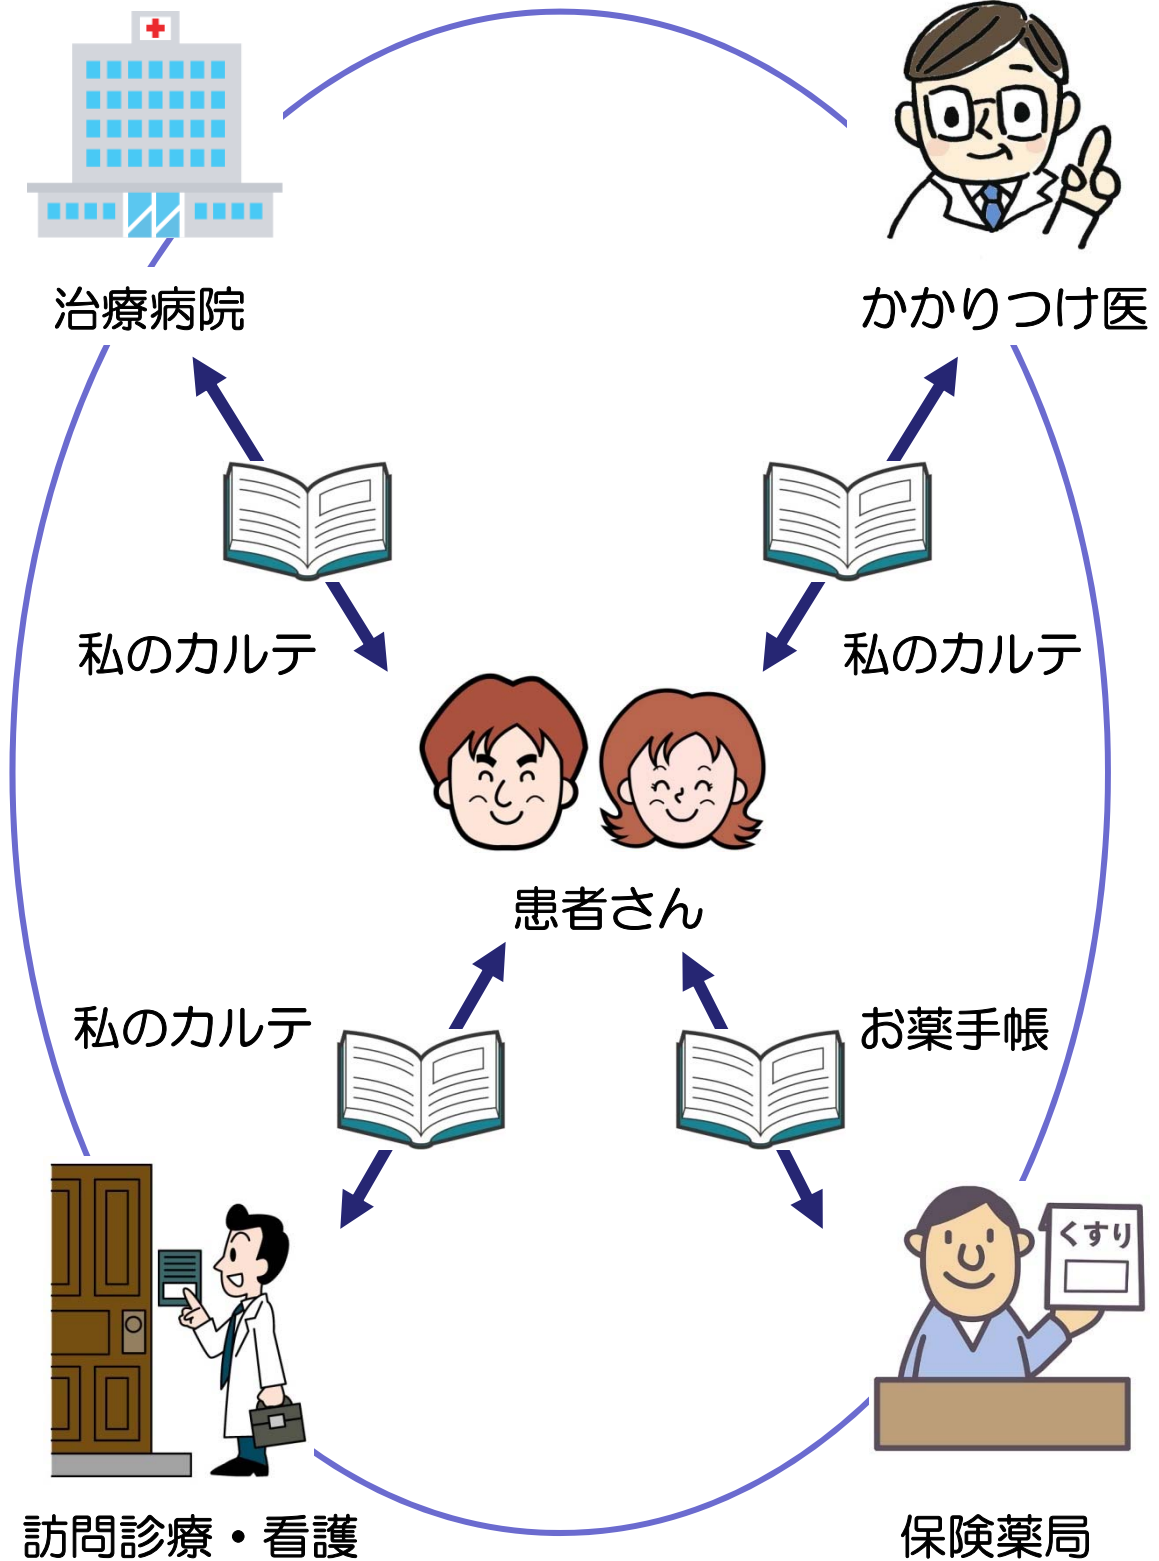 治療病院
かかりつけ医
私のカルテ
私のカルテ
患者さん
私のカルテ
お薬手帳
くすり
訪問診療・看護
保険薬局